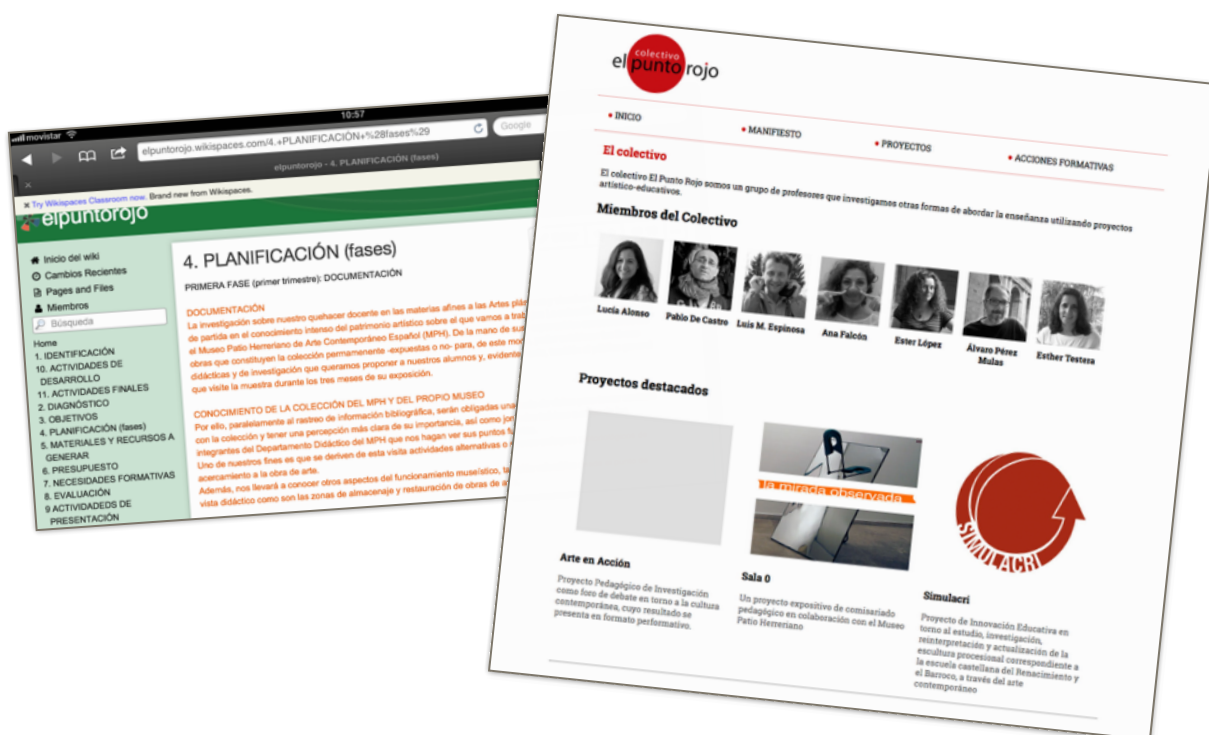 movistar
10:57
elpuntorojo.wikispaces.com/4.+PLANIFICACIÓN+%28fases%29
Google
elpuntorojo - 4. PLANIFICACIÓN (fases)
Try Wikispaces Classroom now. Brand new from Wikispaces.
elpuntorojo
Inicio del wiki
Cambios Recientes
Pages and Files
Miembros
Búsqueda
Home
1. IDENTIFICACIÓN
10. ACTIVIDADES DE
DESARROLLO
11. ACTIVIDADES FINALES
2. DIAGNÓSTICO
3. OBJETIVOS
4. PLANIFICACIÓN (fases)
5. MATERIALES Y RECURSOS A
GENERAR
6. PRESUPUESTO
7. NECESIDADES FORMATIVAS
8. EVALUACIÓN
9 ACTIVIDADEDS DE
PRESENTACIÓN
4. PLANIFICACIÓN (fases)
PRIMERA FASE (primer trimestre): DOCUMENTACIÓN
DOCUMENTACIÓN
La investigación sobre nuestro quehacer docente en las materias afines a las Artes
de partida en el conocimiento intenso del patrimonio artístico sobre el que vamos a
el Museo Patio Herreriano de Arte Contemporáneo Español (MPH). De la mano de
obras que constituyen la colección permamenente -expuestas o no- para, de este
didácticas y de investigación que queramos proponer a nuestros alumnos y,
que visite la muestra durante los tres meses de su exposición.
CONOCIMIENTO DE LA COLECCIÓN DEL MPH Y DEL PROPIO MUSEO
Por ello, paralelamente al rastreo de información bibliográfica, serán obligadas
con la colección y tener una percepción más clara de su importancia, así como
integrantes del Departamento Didáctico del MPH que nos hagan ver sus puntos
Uno de nuestros fines es que se deriven de esta visita actividades alternativas o
acercamiento a la obra de arte.
Además, nos llevará a conocer otros aspectos del funcionamiento museístico,
vista didáctico como son las zonas de almacenaje y restauración de obras de
colectivo
el punto rojo
• INICIO
• MANIFIESTO
• PROYECTOS
• ACCIONES FORMATIVAS
El colectivo
El colectivo El Punto Rojo somos un grupo de profesores que investigamos otras formas de abordar la enseñanza utilizando proyectos
artístico-educativos.
Miembros del Colectivo
Lucía Alonso
Pablo De Castro
Luis M. Espinosa
Ana Falcón
Ester López
Álvaro Pérez
Mulas
Esther Testera
Proyectos destacados
la mirada observada
SIMULACRI
Arte en Acción
Proyecto Pedagógico de Investigación
como foro de debate en torno a la cultura
contemporánea, cuyo resultado se
presenta en formato performativo.
Sala 0
Un proyecto expositivo de comisariado
pedagógico en colaboración con el Museo
Patio Herreriano
Simulacri
Proyecto de Innovación Educativa en
torno al estudio, investigación,
reinterpretación y actualización de la
escultura procesional correspondiente a
la escuela castellana del Renacimiento y
el Barroco, a través del arte
contemporáneo